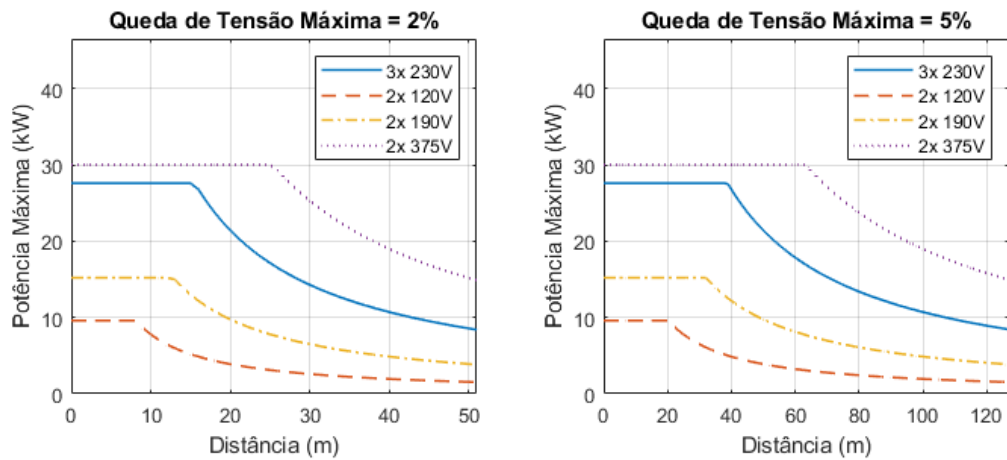 Queda de Tensão Máxima = 2%
Potência Máxima (kW)
40
30
20
10
0
3x 230V
2x 120V
2x 190V
2x 375V
0 10 20 30 40 50
Distância (m)
Queda de Tensão Máxima = 5%
Potência Máxima (kW)
40
30
20
10
0
3x 230V
2x 120V
2x 190V
2x 375V
0 20 40 60 80 100 120
Distância (m)